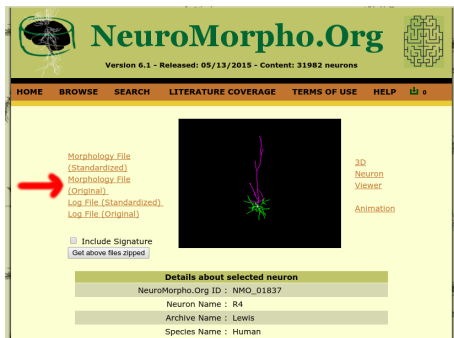 NeuroMorpho.Org
Version 6.1 - Released: 05/13/2015 - Content: 31982 neurons
HOME BROWSE SEARCH LITERATURE COVERAGE TERMS OF USE HELP 0
Morphology File
(Standardized)
Morphology File
(Original)
Log File (Standardized)
Log File (Original)
3D
Neuron
Viewer
Animation
Include Signature
Get above files zipped
Details about selected neuron
NeuroMorpho.Org ID : NMO_01837
Neuron Name : R4
Archive Name : Lewis
Species Name : Human